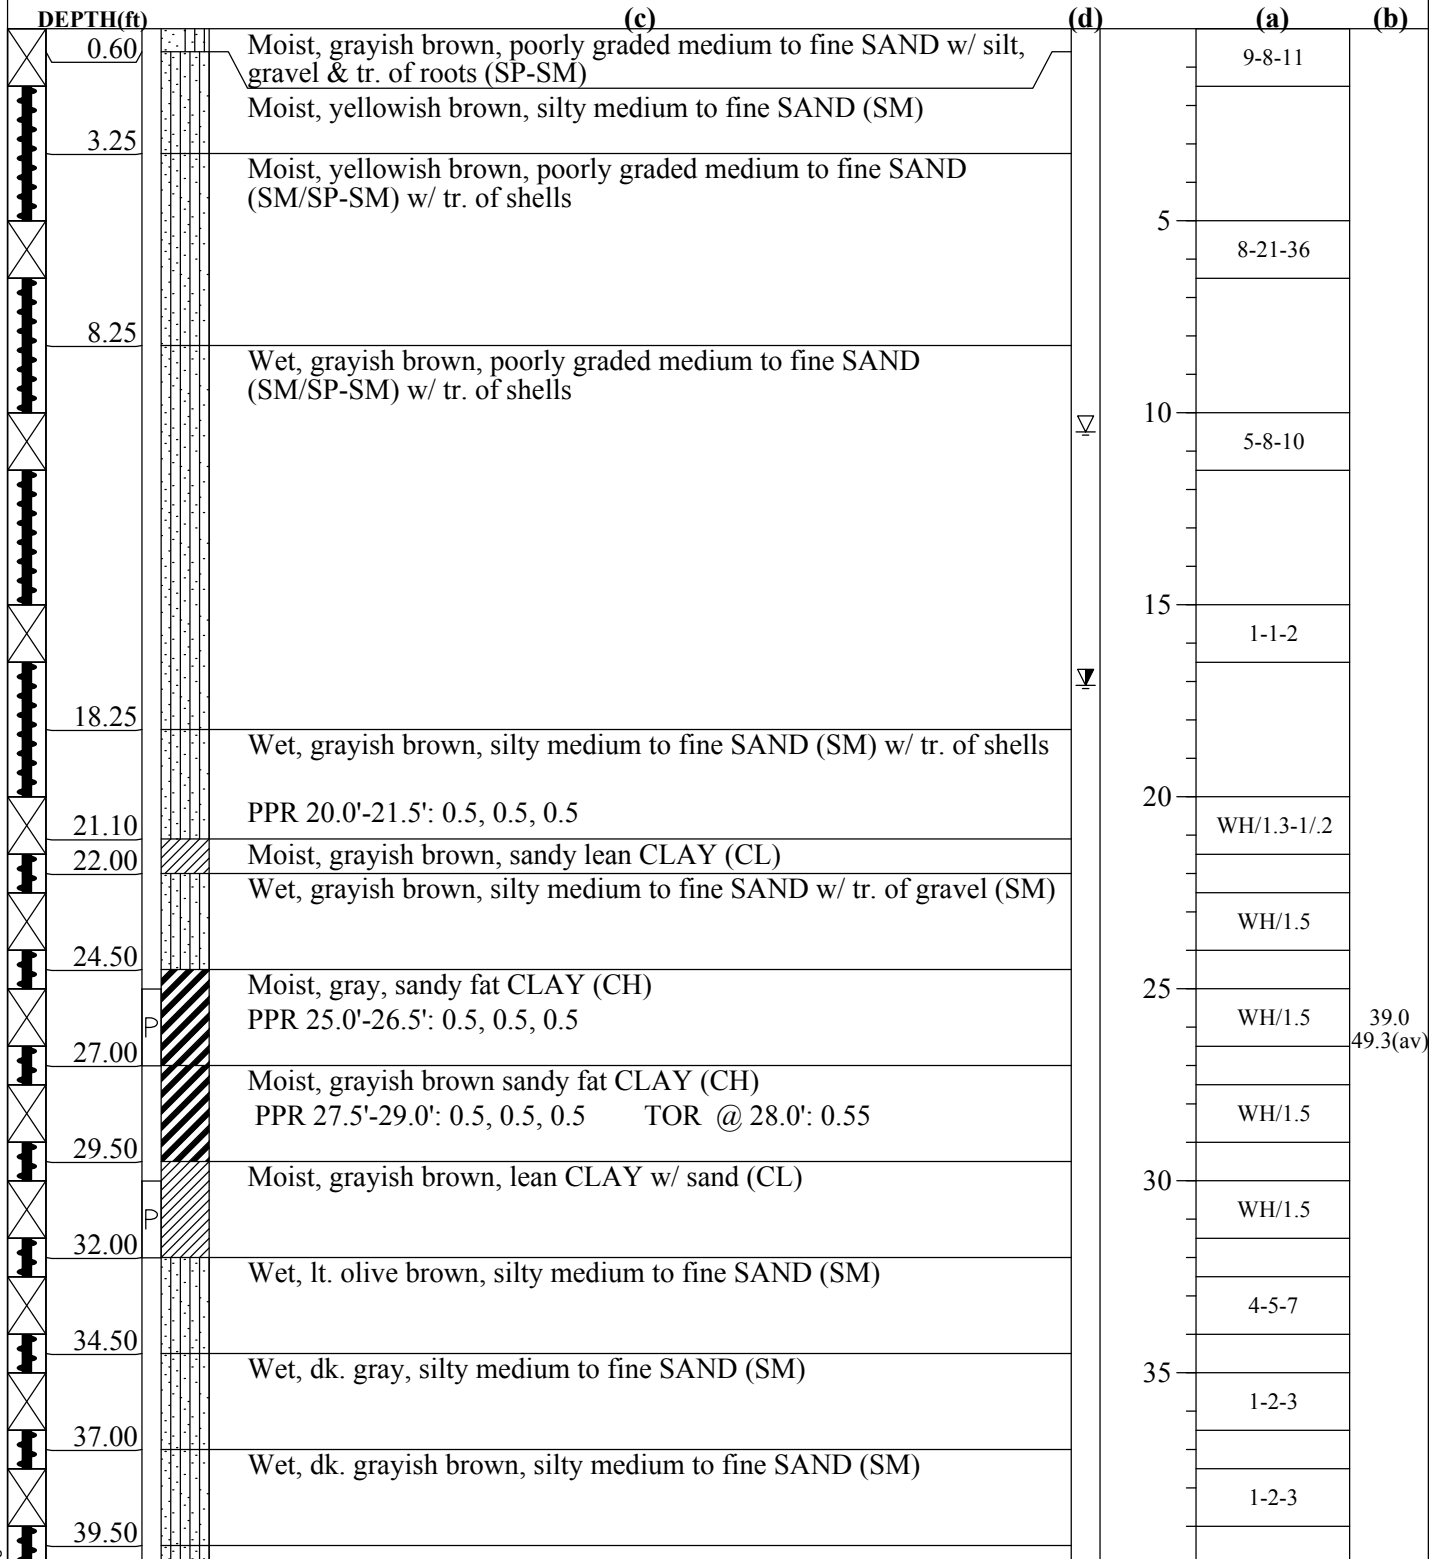 DEPTH(ft) (c) (d) (a) (b)
0.60 Moist, grayish brown, poorly graded medium to fine SAND w/ silt, 9-8-11
gravel & tr. of roots (SP-SM)
Moist, yellowish brown, silty medium to fine SAND (SM)
3.25
Moist, yellowish brown, poorly graded medium to fine SAND
(SM/SP-SM) w/ tr. of shells
5
8-21-36
8.25
Wet, grayish brown, poorly graded medium to fine SAND
(SM/SP-SM) w/ tr. of shells
10
5-8-10
15
1-1-2
18.25
Wet, grayish brown, silty medium to fine SAND (SM) w/ tr. of shells
20
PPR 20.0'-21.5': 0.5, 0.5, 0.5
21.10 WH/1.3-1/.2
22.00 Moist, grayish brown, sandy lean CLAY (CL)
Wet, grayish brown, silty medium to fine SAND w/ tr. of gravel (SM)
WH/1.5
24.50
Moist, gray, sandy fat CLAY (CH) 25
P PPR 25.0'-26.5': 0.5, 0.5, 0.5 WH/1.5 39.0
49.3(av)
27.00
Moist, grayish brown sandy fat CLAY (CH)
PPR 27.5'-29.0': 0.5, 0.5, 0.5 TOR @ 28.0': 0.55 WH/1.5
29.50
Moist, grayish brown, lean CLAY w/ sand (CL) 30
P WH/1.5
32.00
Wet, lt. olive brown, silty medium to fine SAND (SM)
4-5-7
34.50
Wet, dk. gray, silty medium to fine SAND (SM) 35
1-2-3
37.00
Wet, dk. grayish brown, silty medium to fine SAND (SM)
1-2-3
39.50